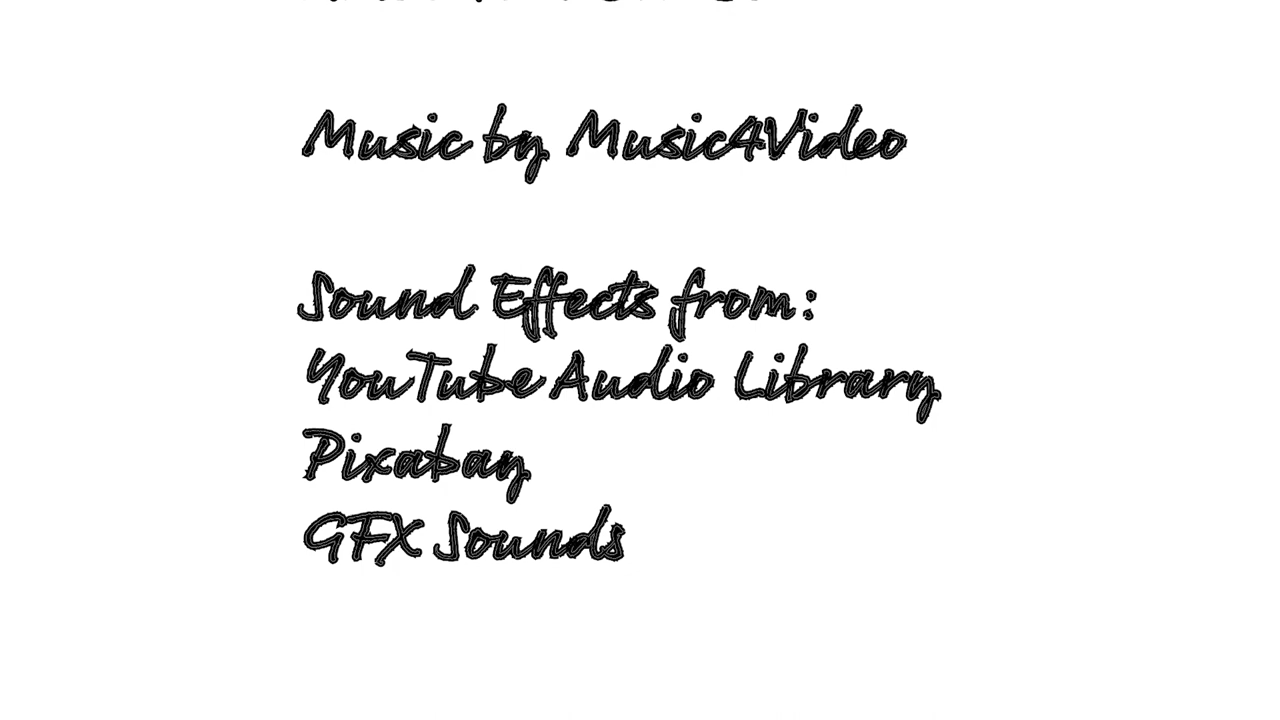 Music by Music4Video
Sound Effects from:
YouTube Audio Library
Pixabay
GFX Sounds